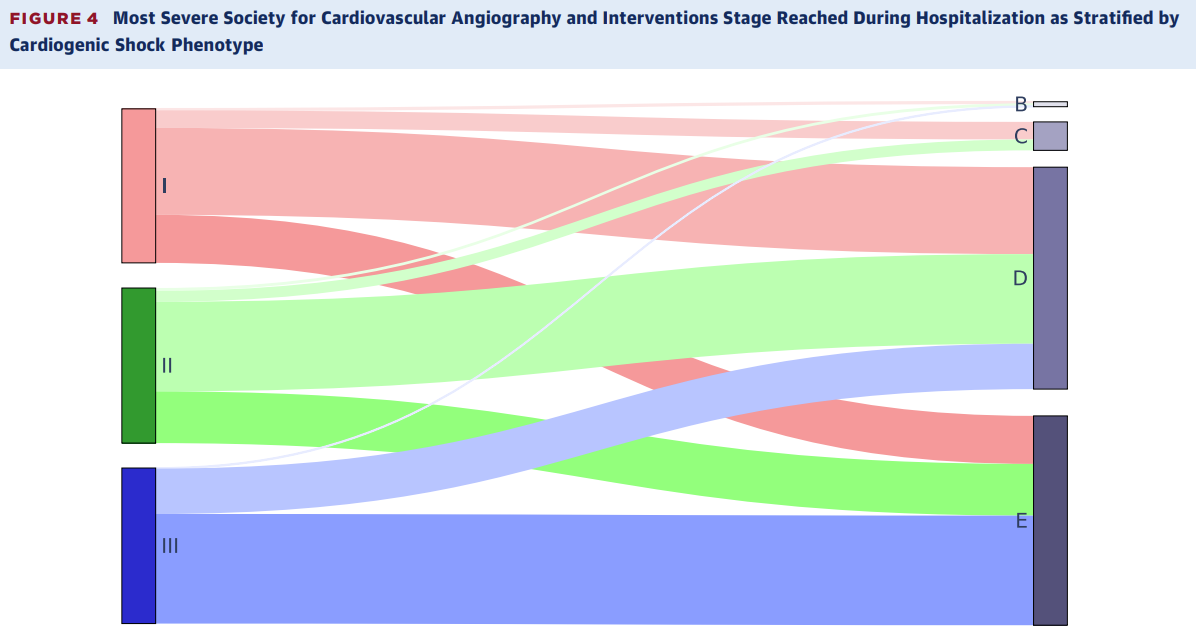 FIGURE 4 Most Severe Society for Cardiovascular Angiography and Interventions Stage Reached During Hospitalization as Stratified by
Cardiogenic Shock Phenotype
B
C
I
D
II
E
III